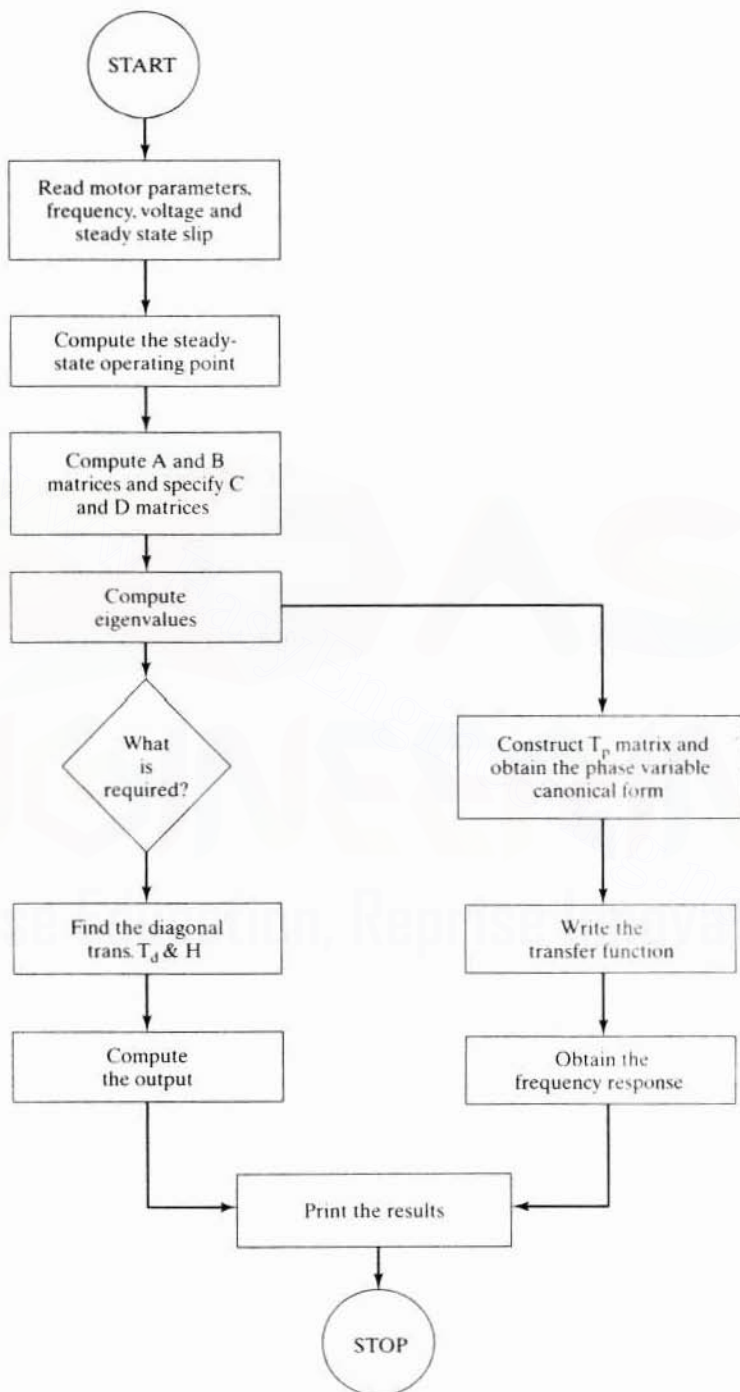 START
Read motor parameters,
frequency, voltage and
steady state slip
Compute the steady-
state operating point
Compute A and B
matrices and specify C
and D matrices
Compute
eigenvalues
What
is
required?
Construct Tp matrix and
obtain the phase variable
canonical form
Find the diagonal
trans. Td & H
Write the
transfer function
Compute
the output
Obtain the
frequency response
Print the results
STOP